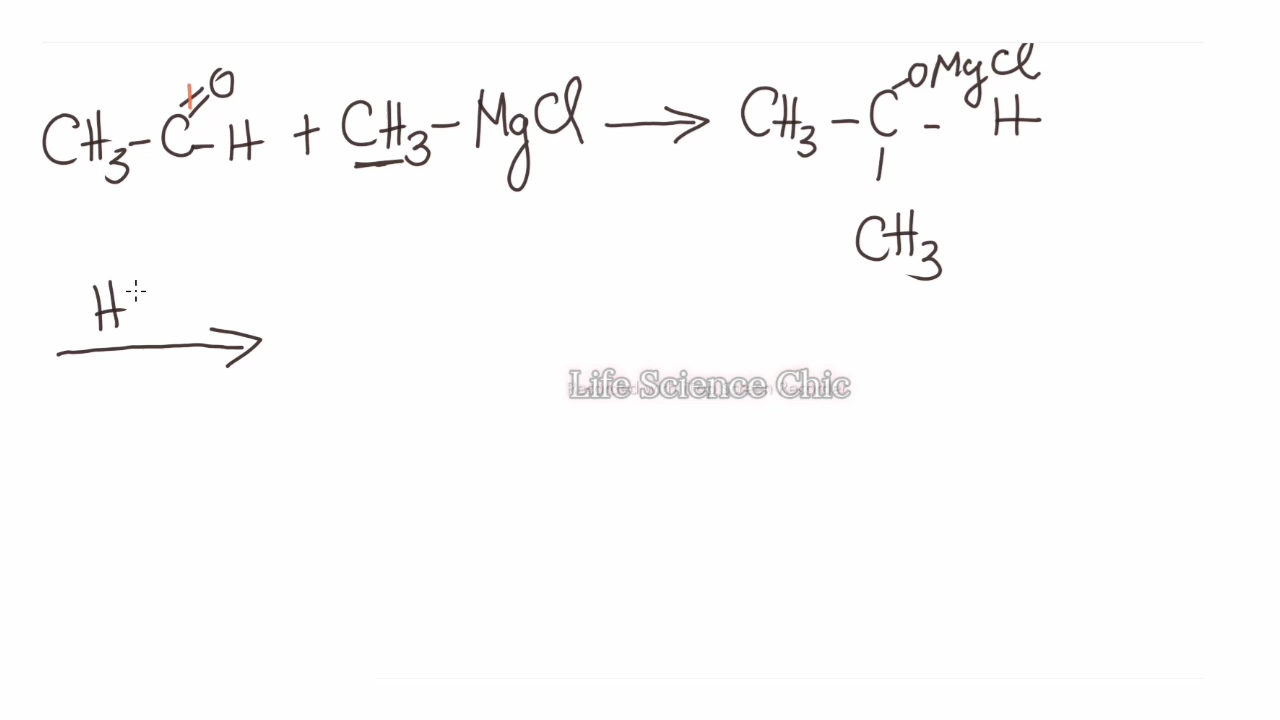 O OMgCl
CH3-C-H + CH3-MgCl → CH3-C-H
CH3
H
→
Life Science Chic